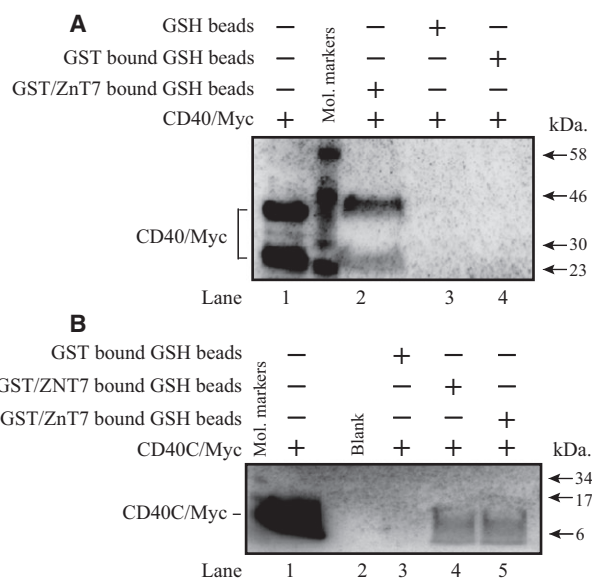 A
GSH beads − − + −
GST bound GSH beads − − − +
GST/ZnT7 bound GSH beads − + − −
CD40/Myc + + + +
Mol. markers
kDa.
58
46
30
23
CD40/Myc
Lane 1 2 3 4
B
GST bound GSH beads − + − −
GST/ZNT7 bound GSH beads − − + −
GST/ZnT7 bound GSH beads − − − +
CD40C/Myc + + + +
Mol. markers
Blank
kDa.
34
17
6
CD40C/Myc –
Lane 1 2 3 4 5